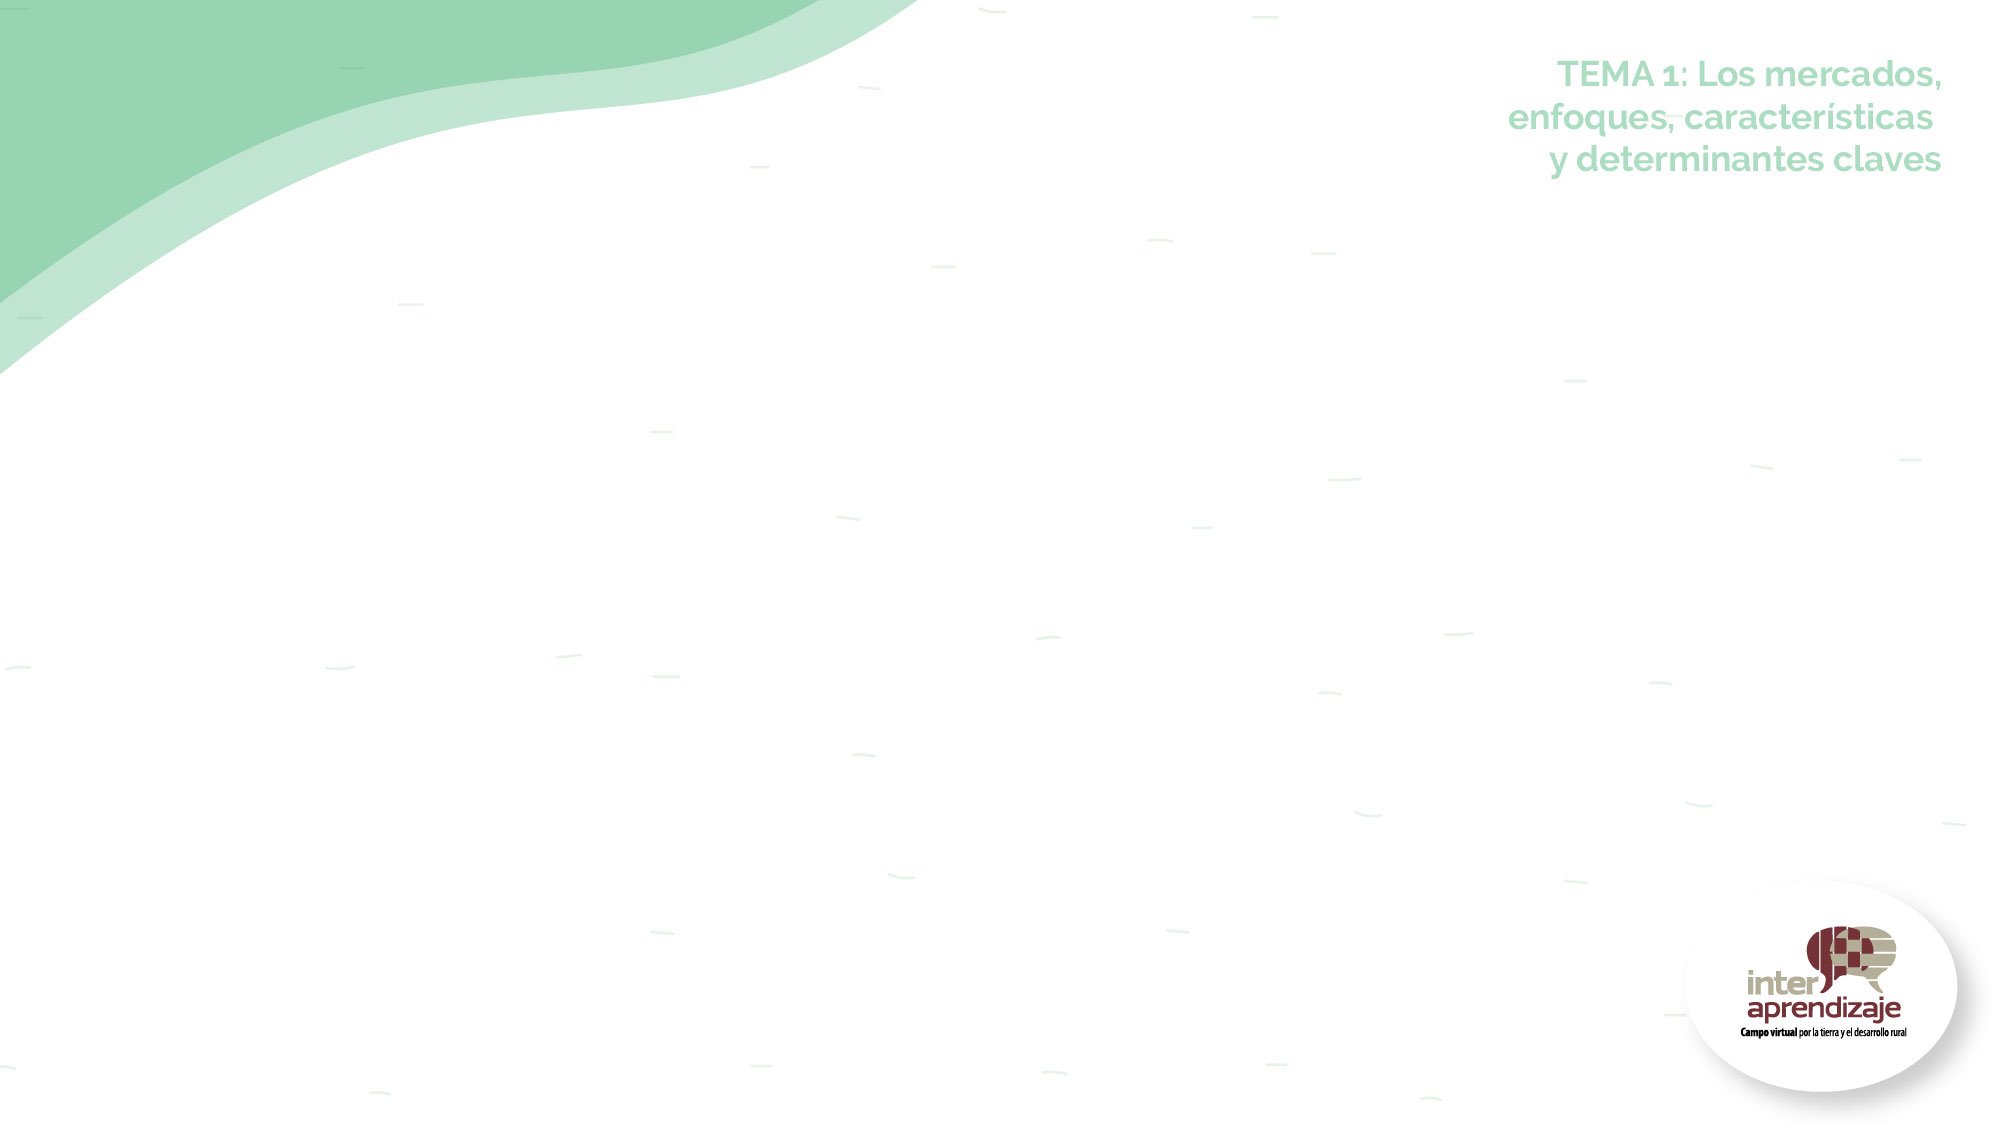 TEMA 1: Los mercados,
enfoques, características
y determinantes claves
inter
aprendizaje
Campo virtual por la tierra y el desarrollo rural